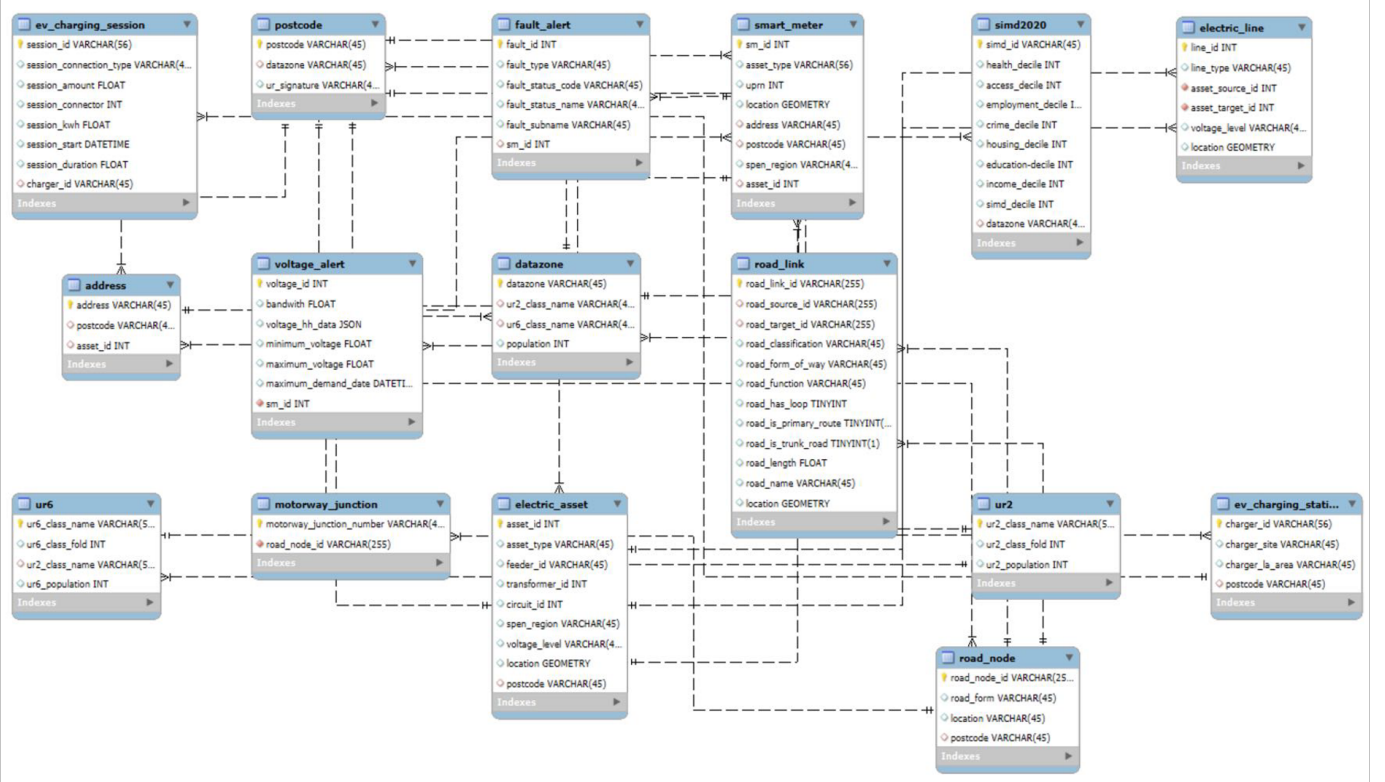 ev_charging_session
session_id VARCHAR(56)
session_connection_type VARCHAR(4...
session_amount FLOAT
session_connector INT
session_kwh FLOAT
session_start DATETIME
session_duration FLOAT
charger_id VARCHAR(45)
Indexes
postcode
postcode VARCHAR(45)
datazone VARCHAR(45)
ur_signature VARCHAR(4...
Indexes
fault_alert
fault_id INT
fault_type VARCHAR(45)
fault_status_code VARCHAR(45)
fault_status_name VARCHAR(4...
fault_subname VARCHAR(45)
sm_id INT
Indexes
smart_meter
sm_id INT
asset_type VARCHAR(56)
uprn INT
location GEOMETRY
address VARCHAR(45)
postcode VARCHAR(45)
spen_region VARCHAR(4...
asset_id INT
Indexes
simd2020
simd_id VARCHAR(45)
health_decile INT
access_decile INT
employment_decile I...
crime_decile INT
housing_decile INT
education-decile INT
income_decile INT
simd_decile INT
datazone VARCHAR(4...
Indexes
electric_line
line_id INT
line_type VARCHAR(45)
asset_source_id INT
asset_target_id INT
voltage_level VARCHAR(4...
location GEOMETRY
Indexes
address
address VARCHAR(45)
postcode VARCHAR(4...
asset_id INT
Indexes
voltage_alert
voltage_id INT
bandwith FLOAT
voltage_hh_data JSON
minimum_voltage FLOAT
maximum_voltage FLOAT
maximum_demand_date DATETI...
sm_id INT
Indexes
datazone
datazone VARCHAR(45)
ur2_class_name VARCHAR(4...
ur6_class_name VARCHAR(4...
population INT
Indexes
road_link
road_link_id VARCHAR(255)
road_source_id VARCHAR(255)
road_target_id VARCHAR(255)
road_classification VARCHAR(45)
road_form_of_way VARCHAR(45)
road_function VARCHAR(45)
road_has_loop TINYINT
road_is_primary_route TINYINT(...
road_is_trunk_road TINYINT(1)
road_length FLOAT
road_name VARCHAR(45)
location GEOMETRY
Indexes
ur6
ur6_class_name VARCHAR(5...
ur6_class_fold INT
ur2_class_name VARCHAR(5...
ur6_population INT
Indexes
motorway_junction
motorway_junction_number VARCHAR(4...
road_node_id VARCHAR(255)
Indexes
electric_asset
asset_id INT
asset_type VARCHAR(45)
feeder_id VARCHAR(45)
transformer_id INT
circuit_id INT
spen_region VARCHAR(45)
voltage_level VARCHAR(4...
location GEOMETRY
postcode VARCHAR(45)
Indexes
ur2
ur2_class_name VARCHAR(5...
ur2_class_fold INT
ur2_population INT
Indexes
ev_charging_stati...
charger_id VARCHAR(56)
charger_site VARCHAR(45)
charger_la_area VARCHAR(45)
postcode VARCHAR(45)
Indexes
road_node
road_node_id VARCHAR(25...
road_form VARCHAR(45)
location VARCHAR(45)
postcode VARCHAR(45)
Indexes